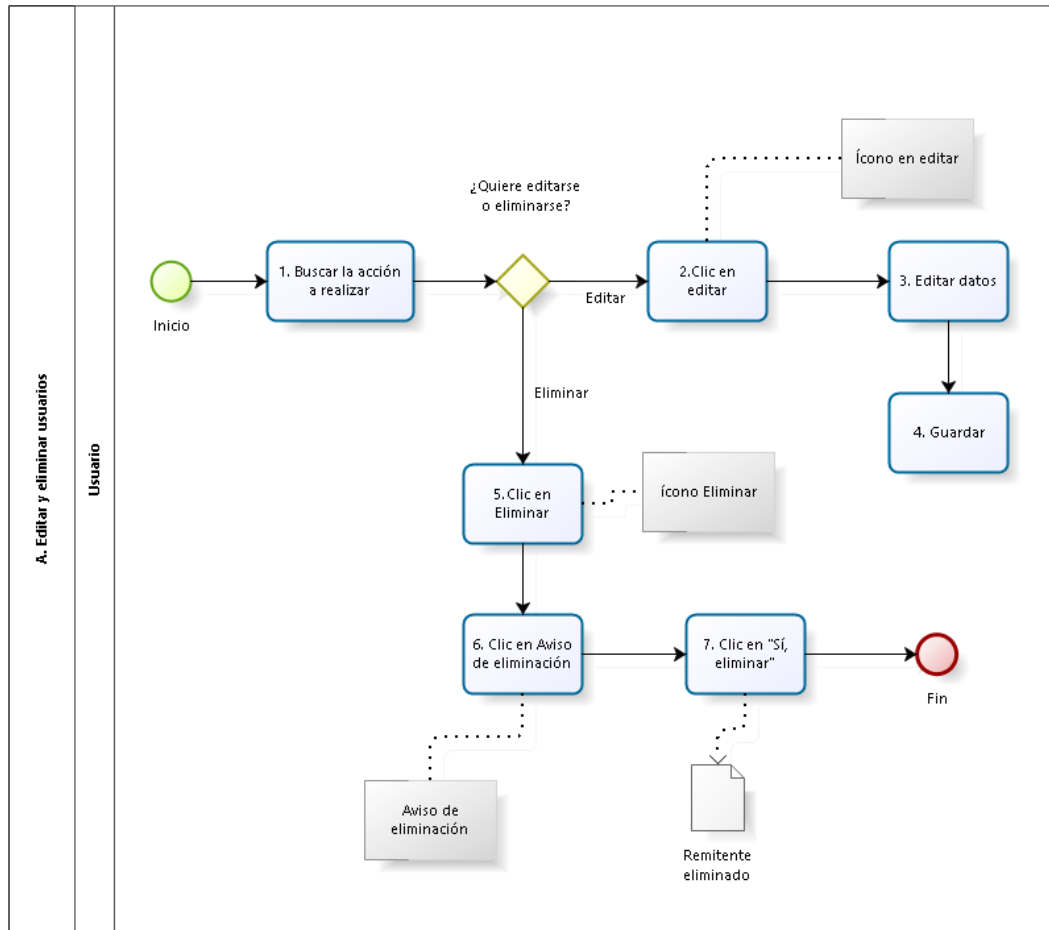 A. Editar y eliminar usuarios
Usuario
Ícono en editar
¿Quiere editarse
o eliminarse?
1. Buscar la acción
a realizar
2.Clic en
editar
3. Editar datos
Editar
Inicio
Eliminar
4. Guardar
5.Clic en
Eliminar
ícono Eliminar
6. Clic en Aviso
de eliminación
7. Clic en "Sí,
eliminar"
Fin
Aviso de
eliminación
Remitente
eliminado